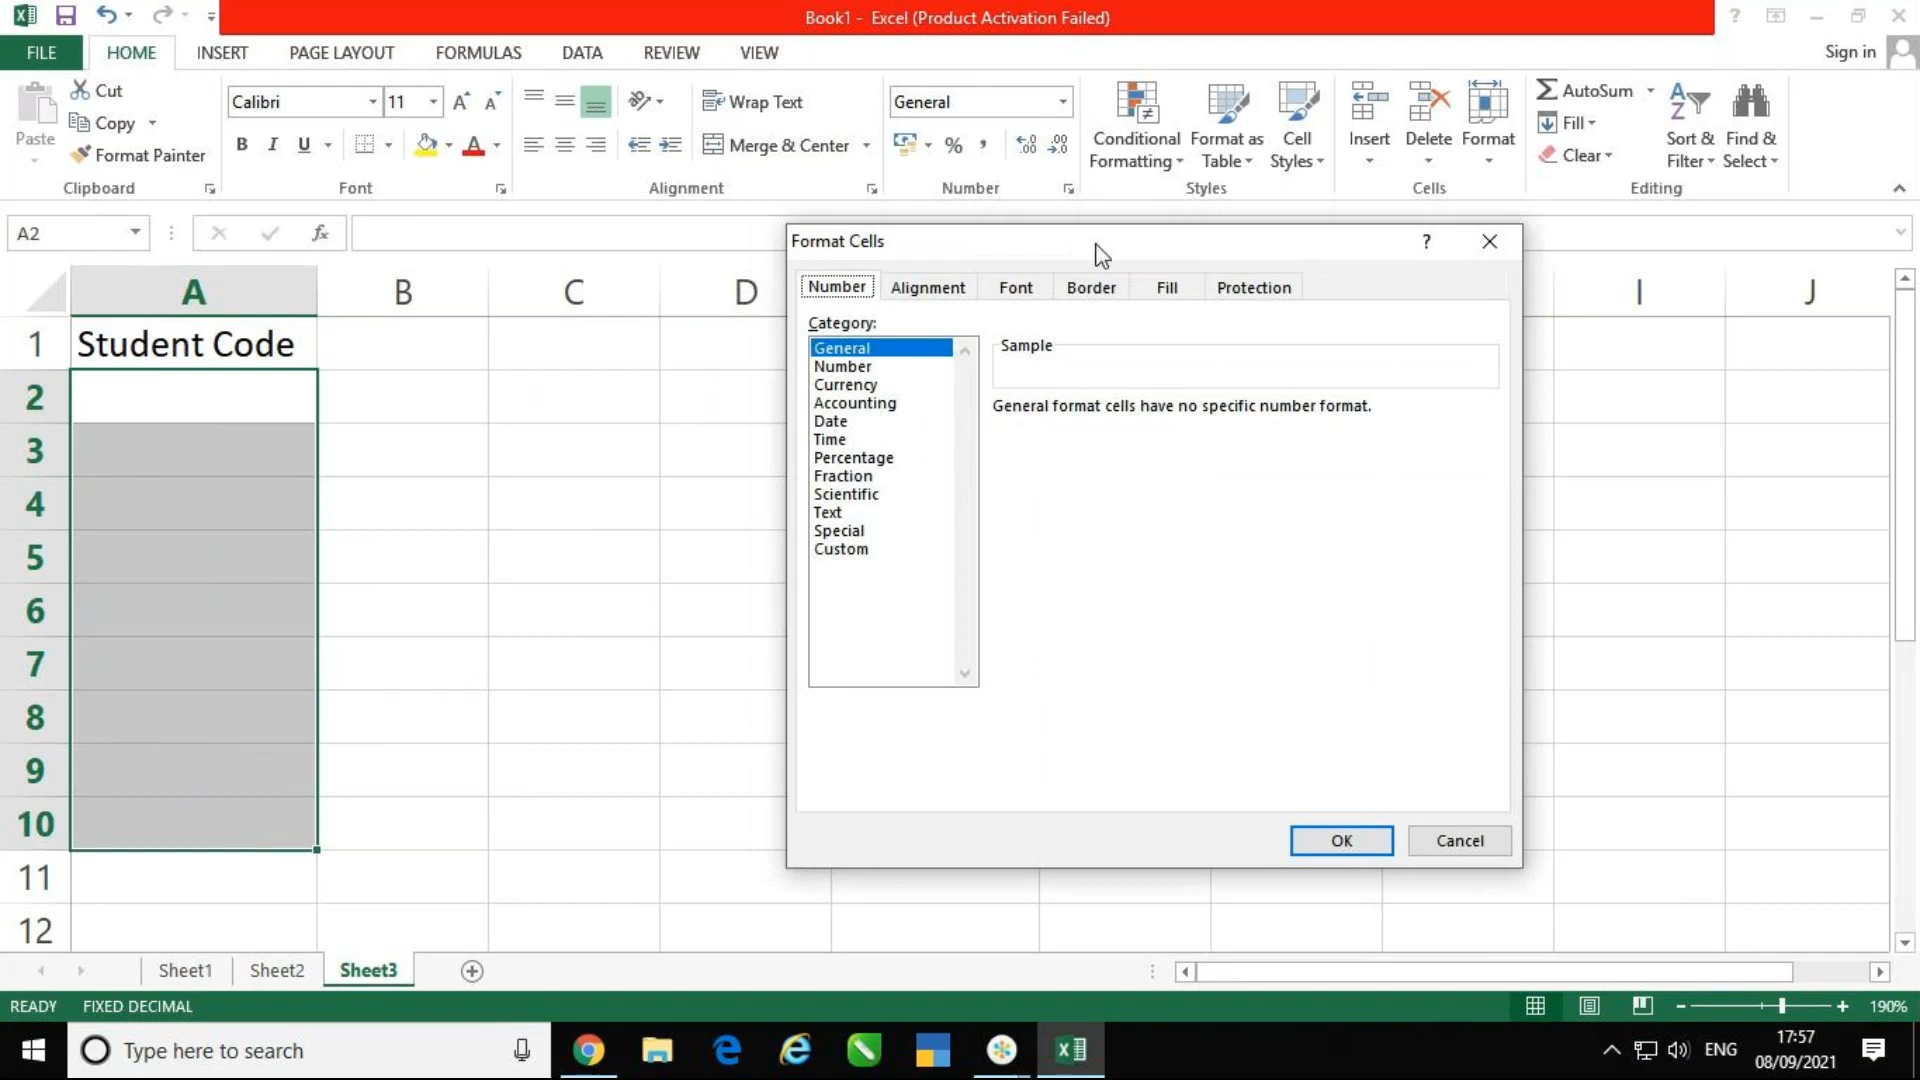 Book1 - Excel (Product Activation Failed)
?
FILE HOME INSERT PAGE LAYOUT FORMULAS DATA REVIEW VIEW Sign in
Paste
Cut
Copy
Format Painter
Clipboard
Calibri 11
B I U
Font
Wrap Text
Merge & Center
Alignment
General
%
Number
Conditional Formatting
Format as Table
Cell Styles
Styles
Insert Delete Format
Cells
AutoSum
Fill
Clear
Sort & Filter
Find & Select
Editing
A2 fx
A B C D I J
1 Student Code
2
3
4
5
6
7
8
9
10
11
12
Format Cells ?
Number Alignment Font Border Fill Protection
Category:
General
Number
Currency
Accounting
Date
Time
Percentage
Fraction
Scientific
Text
Special
Custom
Sample
General format cells have no specific number format.
OK Cancel
Sheet1 Sheet2 Sheet3
READY FIXED DECIMAL 190%
Type here to search
ENG
17:57
08/09/2021